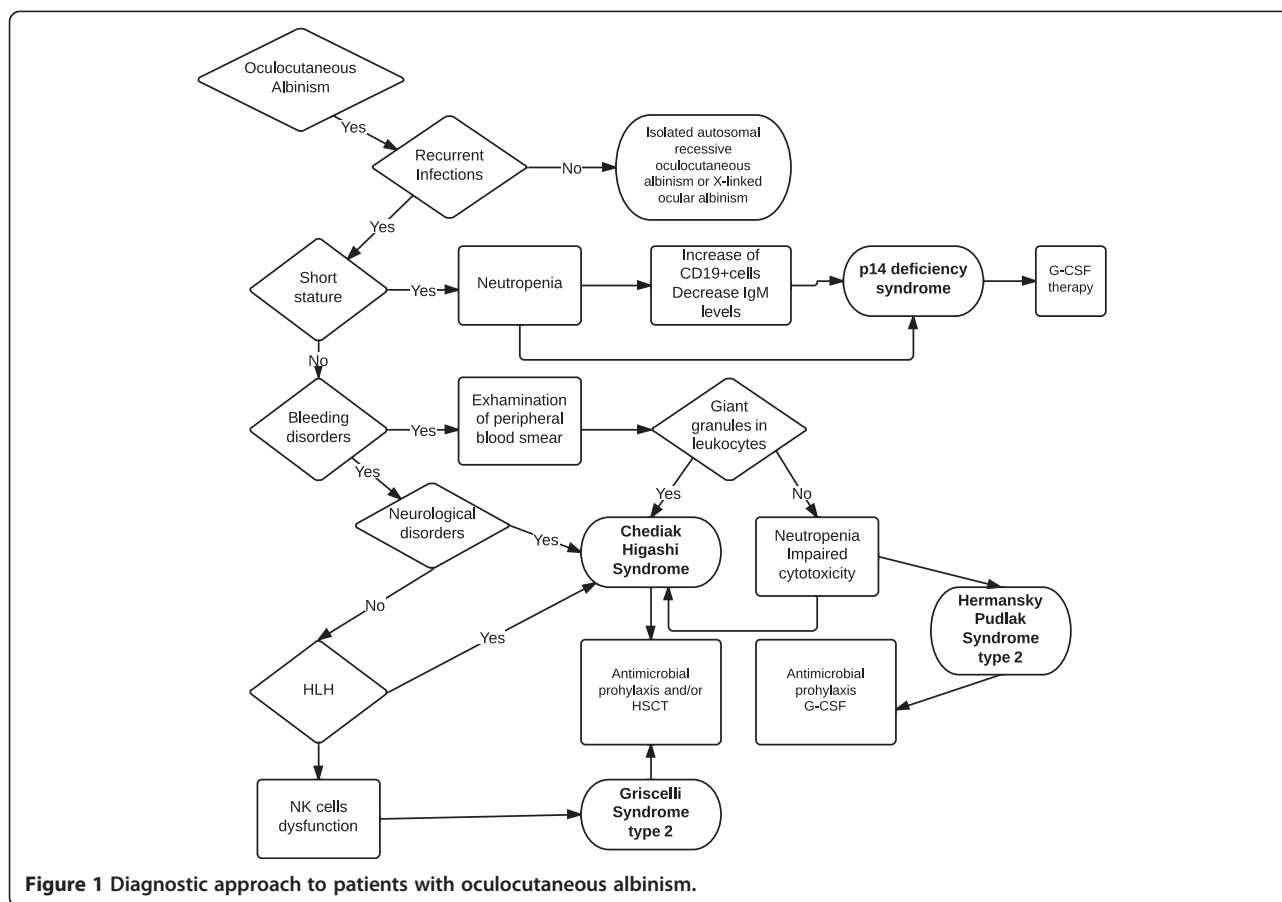 Oculocutaneous
Albinism
Yes
Recurrent
Infections
No
Isolated autosomal
recessive
oculocutaneous
albinism or X-linked
ocular albinism
Yes
Short
stature
Yes
Neutropenia
Increase of
CD19+cells
Decrease IgM
levels
p14 deficiency
syndrome
G-CSF
therapy
No
Bleeding
disorders
Yes
Exhamination
of peripheral
blood smear
Giant
granules in
leukocytes
Yes
No
Yes
Neurological
disorders
Yes
Chediak
Higashi
Syndrome
Neutropenia
Impaired
cytotoxicity
Hermansky
Pudlak
Syndrome
type 2
No
Yes
HLH
Antimicrobial
prohylaxis and/or
HSCT
Antimicrobial
prohylaxis
G-CSF
NK cells
dysfunction
Griscelli
Syndrome
type 2
Figure 1 Diagnostic approach to patients with oculocutaneous albinism.